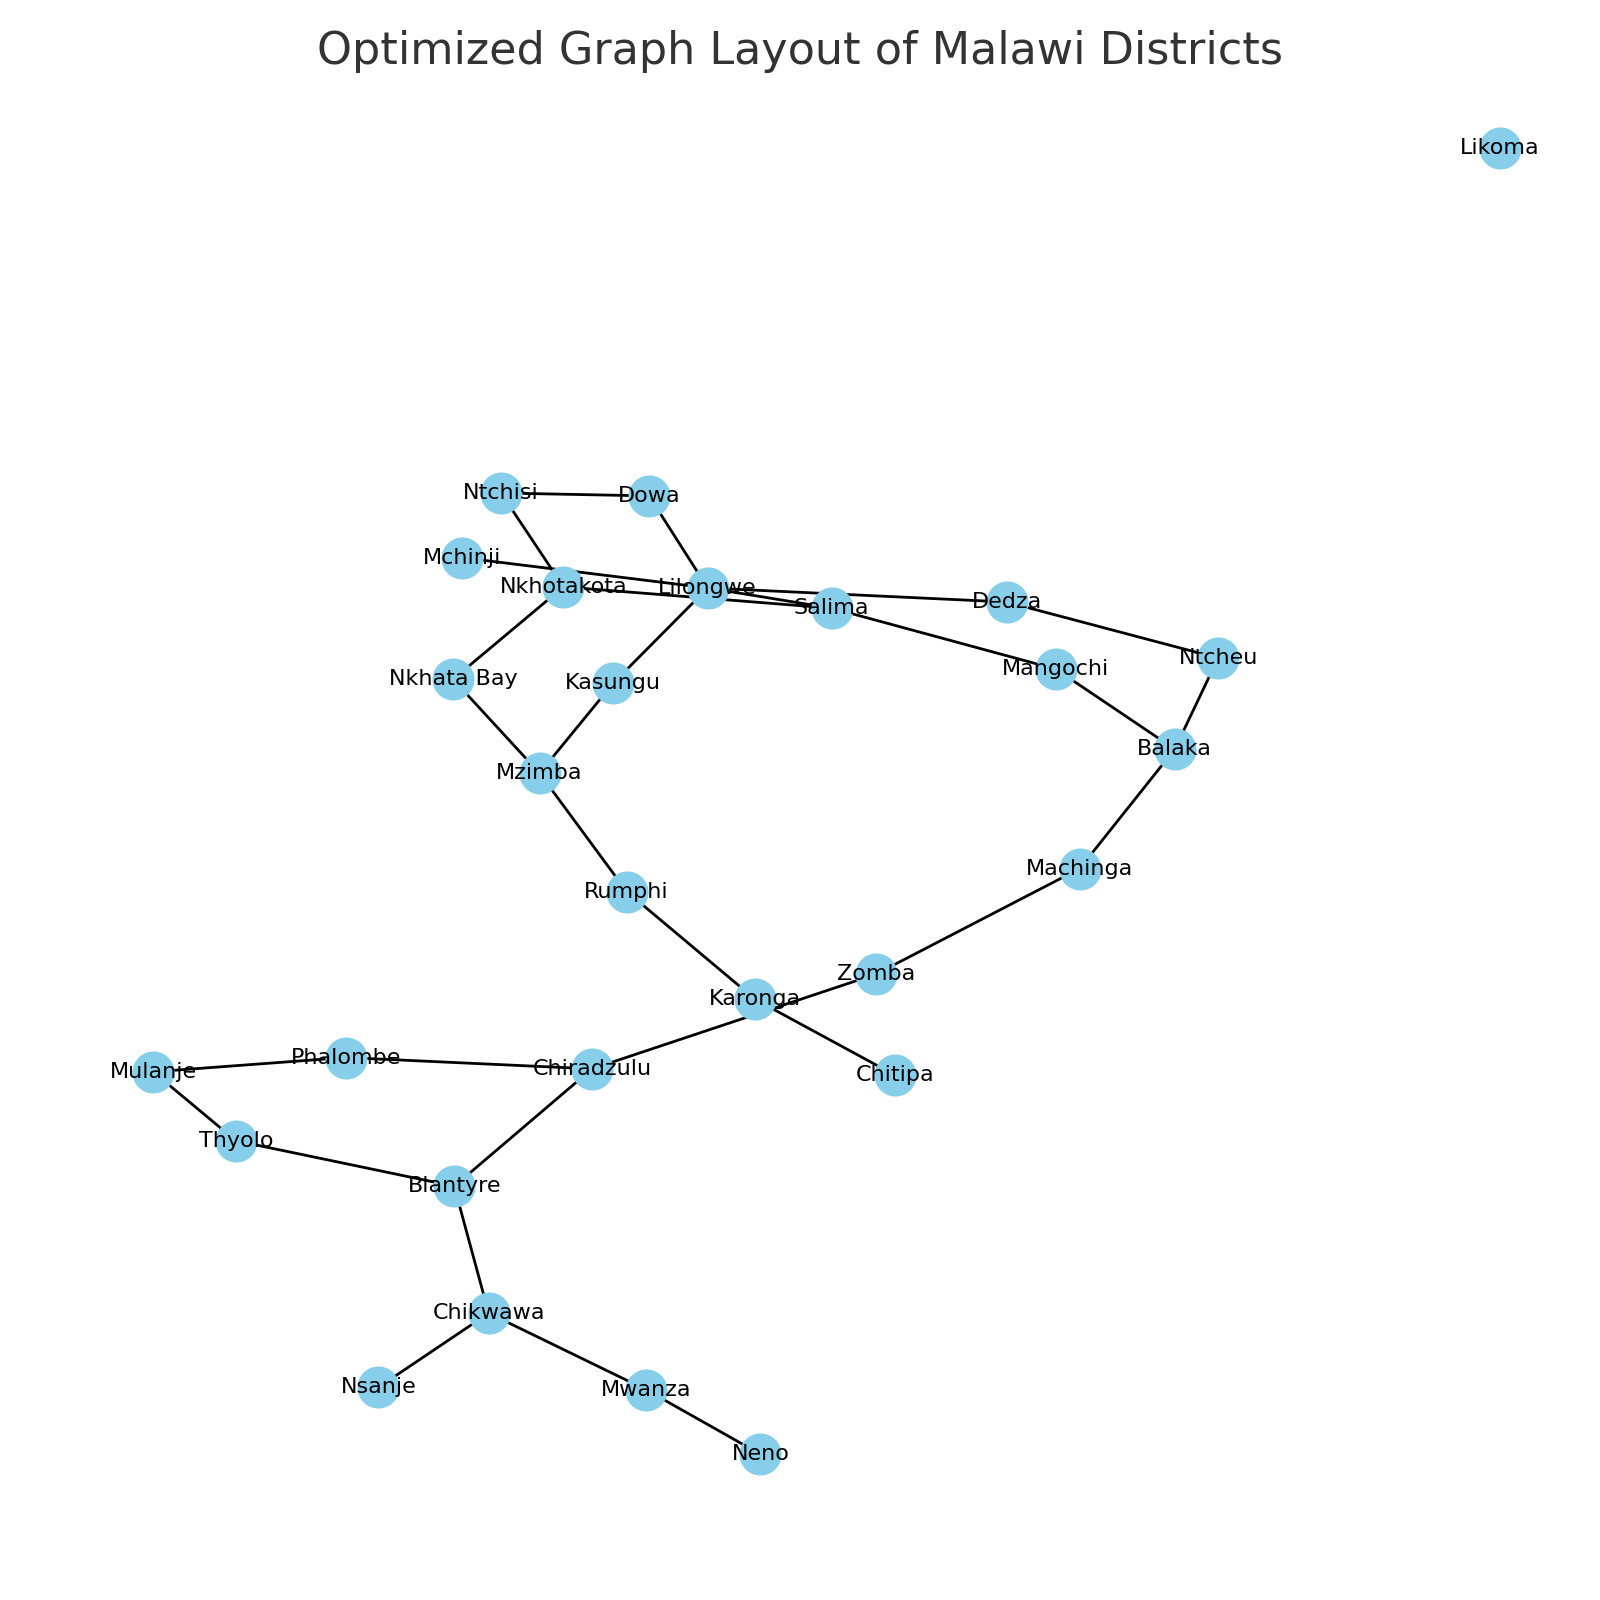 Optimized Graph Layout of Malawi Districts
Likoma
Ntchisi
Dowa
Mchinji
Nkhotakota
Lilongwe
Salima
Dedza
Nkhata Bay
Kasungu
Mangochi
Ntcheu
Balaka
Mzimba
Machinga
Rumphi
Zomba
Karonga
Phalombe
Mulanje
Chiradzulu
Chitipa
Thyolo
Blantyre
Chikwawa
Nsanje
Mwanza
Neno